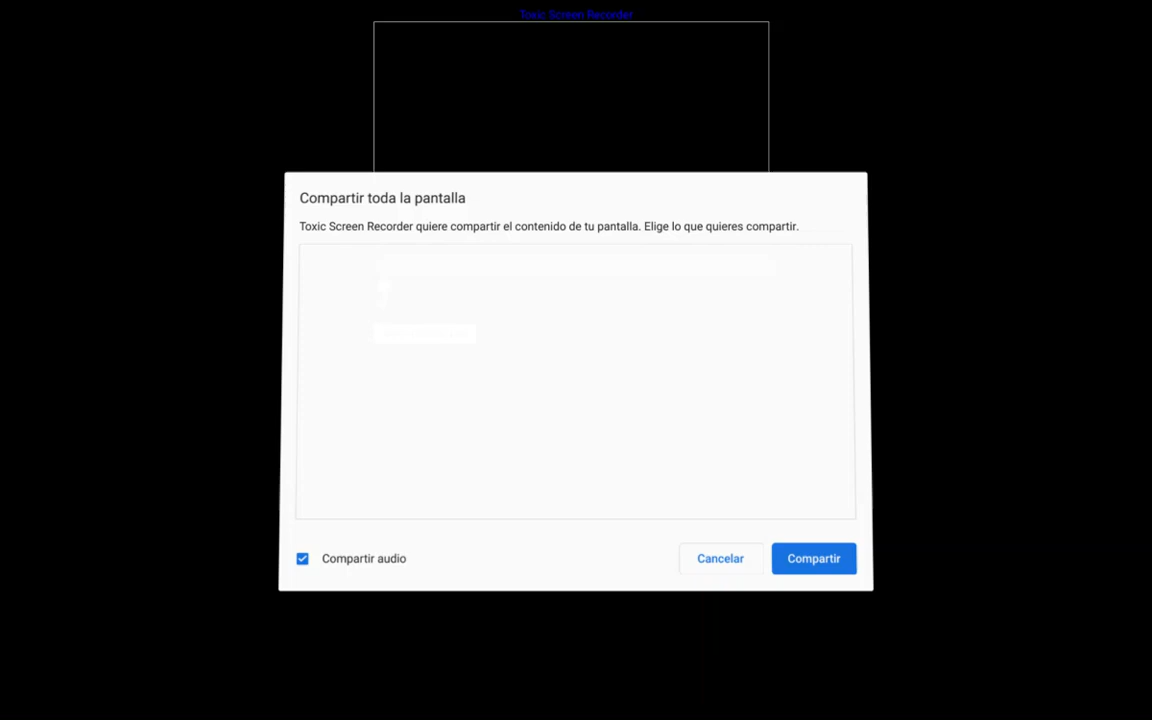 Toxic Screen Recorder
Compartir toda la pantalla
Toxic Screen Recorder quiere compartir el contenido de tu pantalla. Elige lo que quieres compartir.
Compartir audio
Cancelar
Compartir